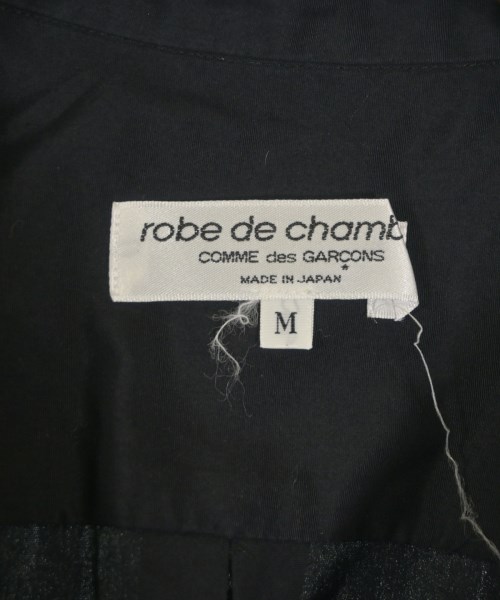 robe de chamb
COMME des GARÇONS
MADE IN JAPAN
M